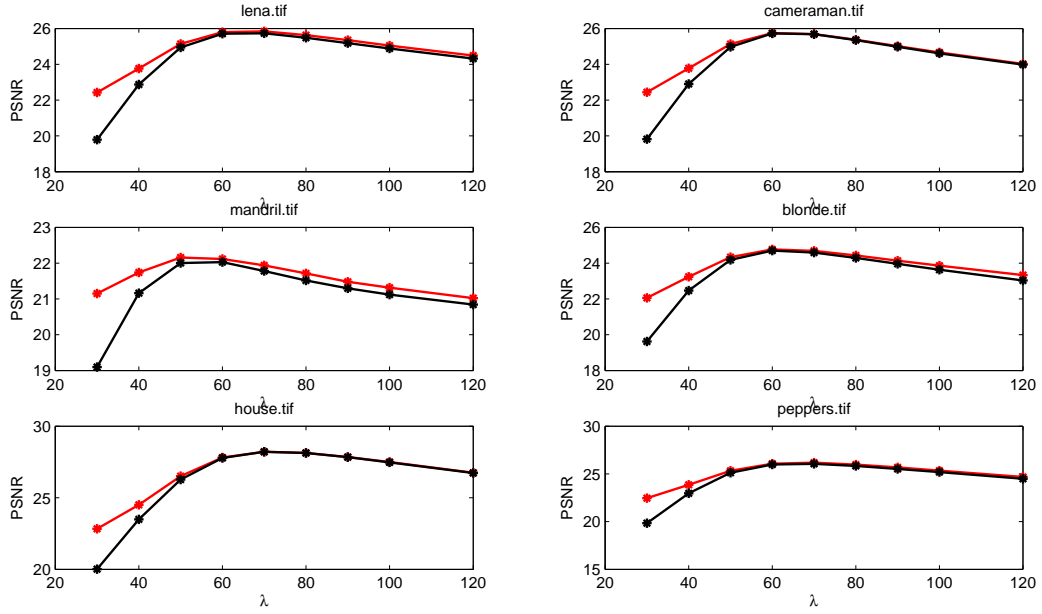 lena.tif
26
24
22
20
18
PSNR
20 40 60 80 100 120
λ
cameraman.tif
26
24
22
20
18
PSNR
20 40 60 80 100 120
λ
mandril.tif
23
22
21
20
19
PSNR
20 40 60 80 100 120
λ
blonde.tif
26
24
22
20
18
PSNR
20 40 60 80 100 120
λ
house.tif
30
25
20
PSNR
20 40 60 80 100 120
λ
peppers.tif
30
25
20
15
PSNR
20 40 60 80 100 120
λ